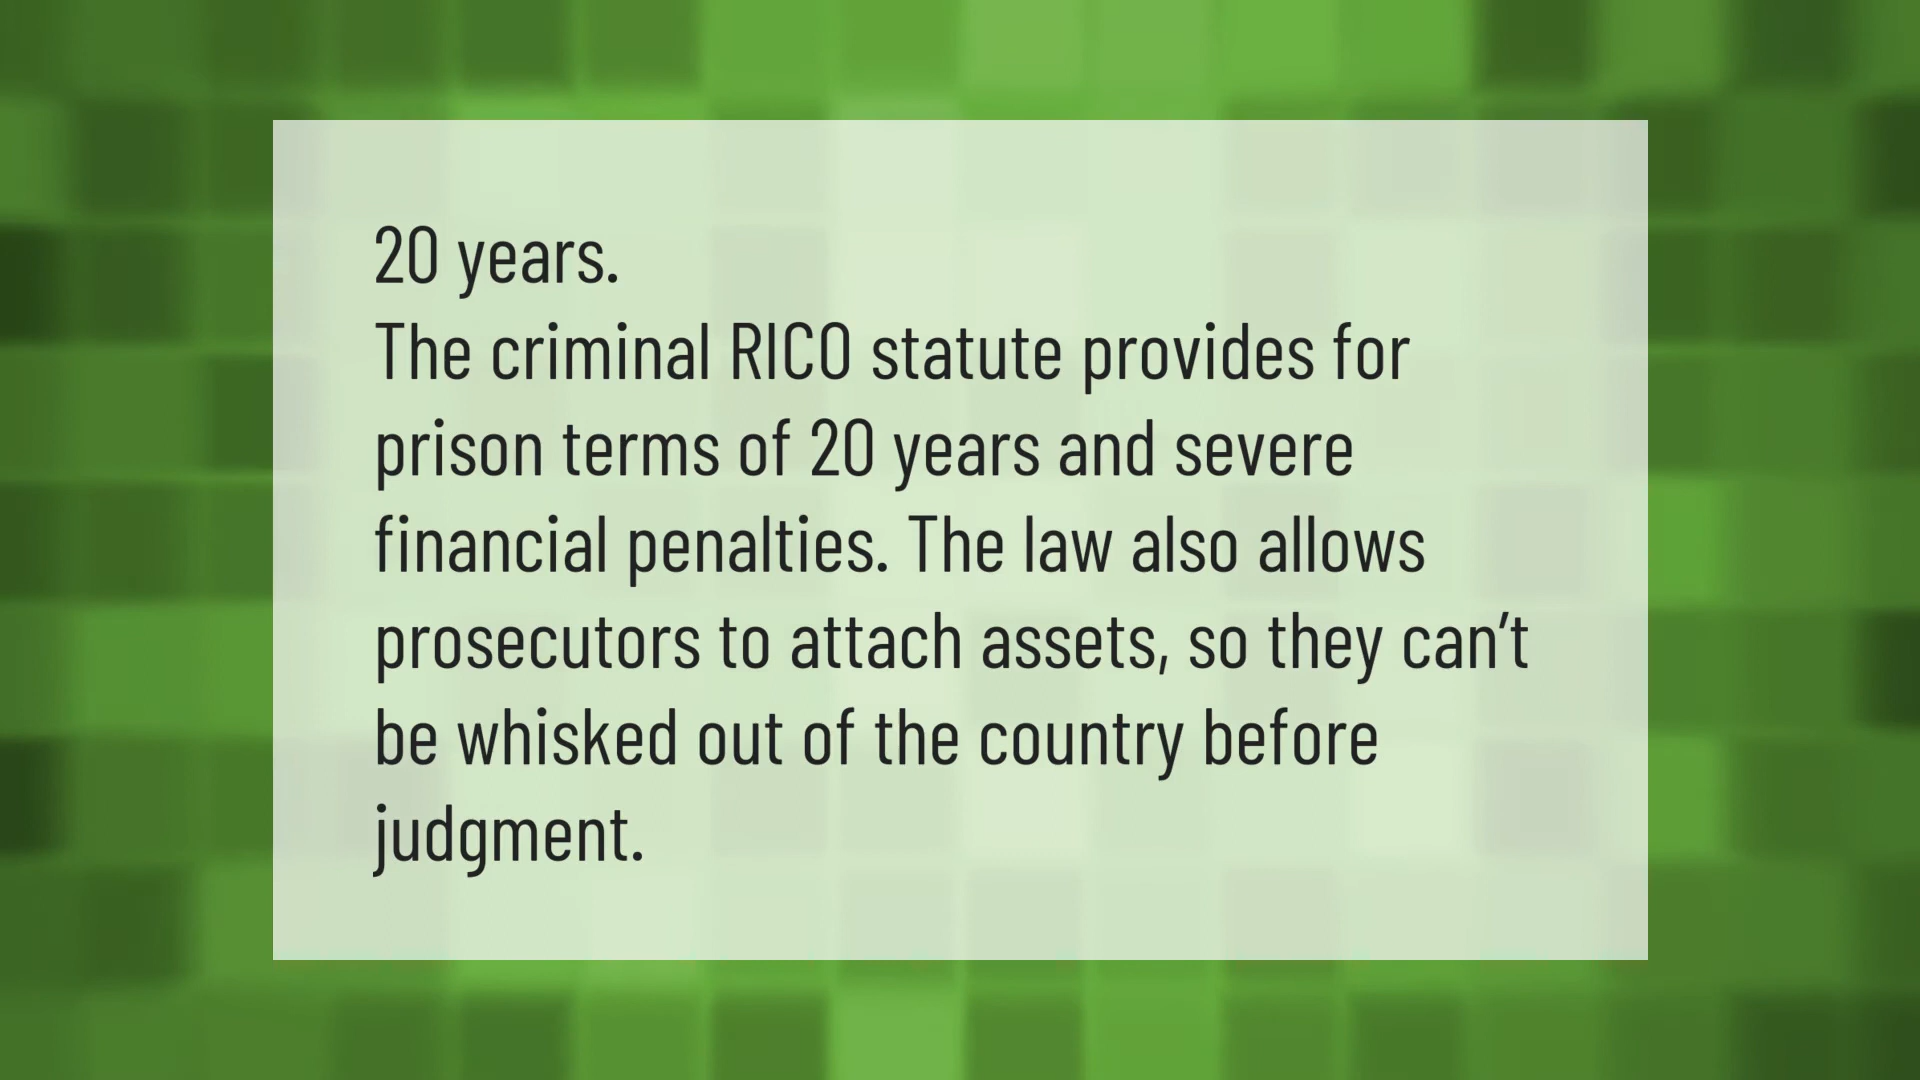 20 years.
The criminal RICO statute provides for
prison terms of 20 years and severe
financial penalties. The law also allows
prosecutors to attach assets, so they can’t
be whisked out of the country before
judgment.